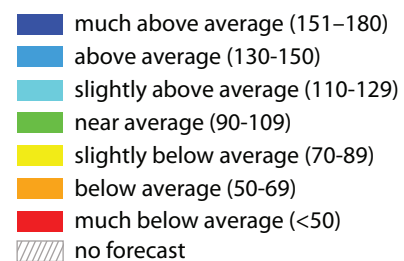 much above average (151–180)
above average (130-150)
slightly above average (110-129)
near average (90-109)
slightly below average (70-89)
below average (50-69)
much below average (<50)
no forecast